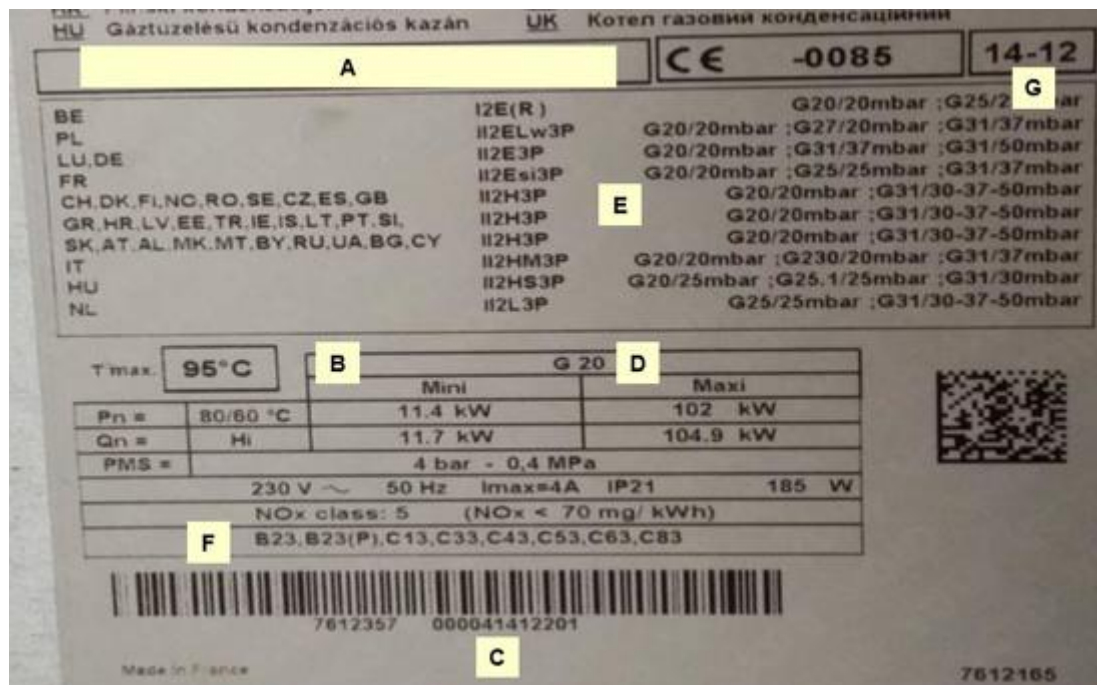 HU Gáztüzelésü kondenzációs kazán UK Котел газовий конденсаційний
A CE -0085 14-12
G
BE I2E(R) G20/20mbar ;G25/2
PL II2ELw3P G20/20mbar ;G27/20mbar ;G31/37mbar
LU,DE II2E3P G20/20mbar ;G31/37mbar ;G31/50mbar
FR II2Esi3P G20/20mbar ;G25/25mbar ;G31/37mbar
CH,DK,FI,NO,RO,SE,CZ,ES,GB II2H3P E G20/20mbar ;G31/30-37-50mbar
GR,HR,LV,EE,TR,IE,IS,LT,PT,SI, II2H3P G20/20mbar ;G31/30-37-50mbar
SK,AT,AL,MK,MT,BY,RU,UA,BG,CY II2H3P G20/20mbar ;G31/30-37-50mbar
IT II2HM3P G20/20mbar ;G230/20mbar ;G31/37mbar
HU II2HS3P G20/25mbar ;G25.1/25mbar ;G31/30mbar
NL II2L3P G25/25mbar ;G31/30-37-50mbar
Tmax. 95°C B G 20 D
Mini Maxi
Pn = 80/60 °C 11.4 kW 102 kW
Qn = Hi 11.7 kW 104.9 kW
PMS = 4 bar - 0,4 MPa
230 V ~ 50 Hz Imax=4A IP21 185 W
NOx class: 5 (NOx < 70 mg/ kWh)
F B23,B23(P),C13,C33,C43,C53,C63,C83
7612357 000041412201
C
Made in France 7612165